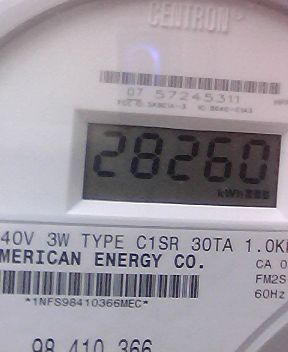 CENTRON
07 57245311
28260
kWh
40V 3W TYPE C1SR 30TA 1.0K
MERICAN ENERGY CO.
CA 0
FM2S
*1NFS98410366MEC*
60Hz
98 410 366